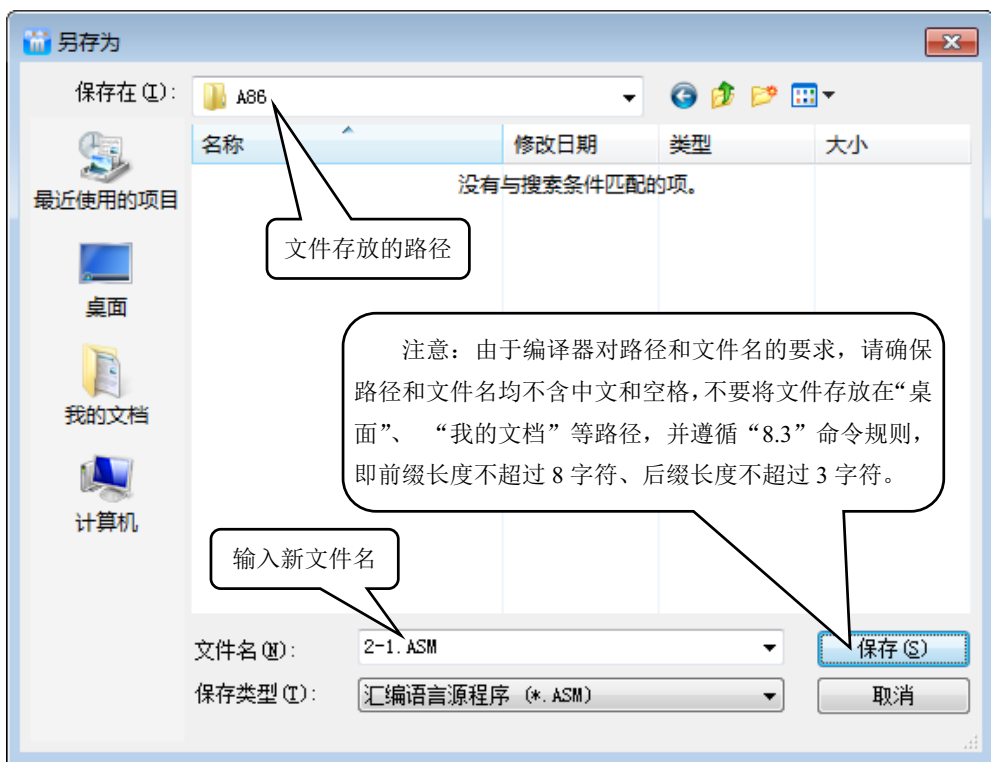 另存为
保存在(I):
A86
名称
修改日期
类型
大小
没有与搜索条件匹配的项。
最近使用的项目
桌面
我的文档
计算机
文件存放的路径
注意：由于编译器对路径和文件名的要求，请确保
路径和文件名均不含中文和空格，不要将文件存放在“桌
面”、 “我的文档”等路径，并遵循“8.3”命令规则，
即前缀长度不超过 8 字符、后缀长度不超过 3 字符。
输入新文件名
文件名(N):
2-1.ASM
保存(S)
保存类型(T):
汇编语言源程序 (*.ASM)
取消